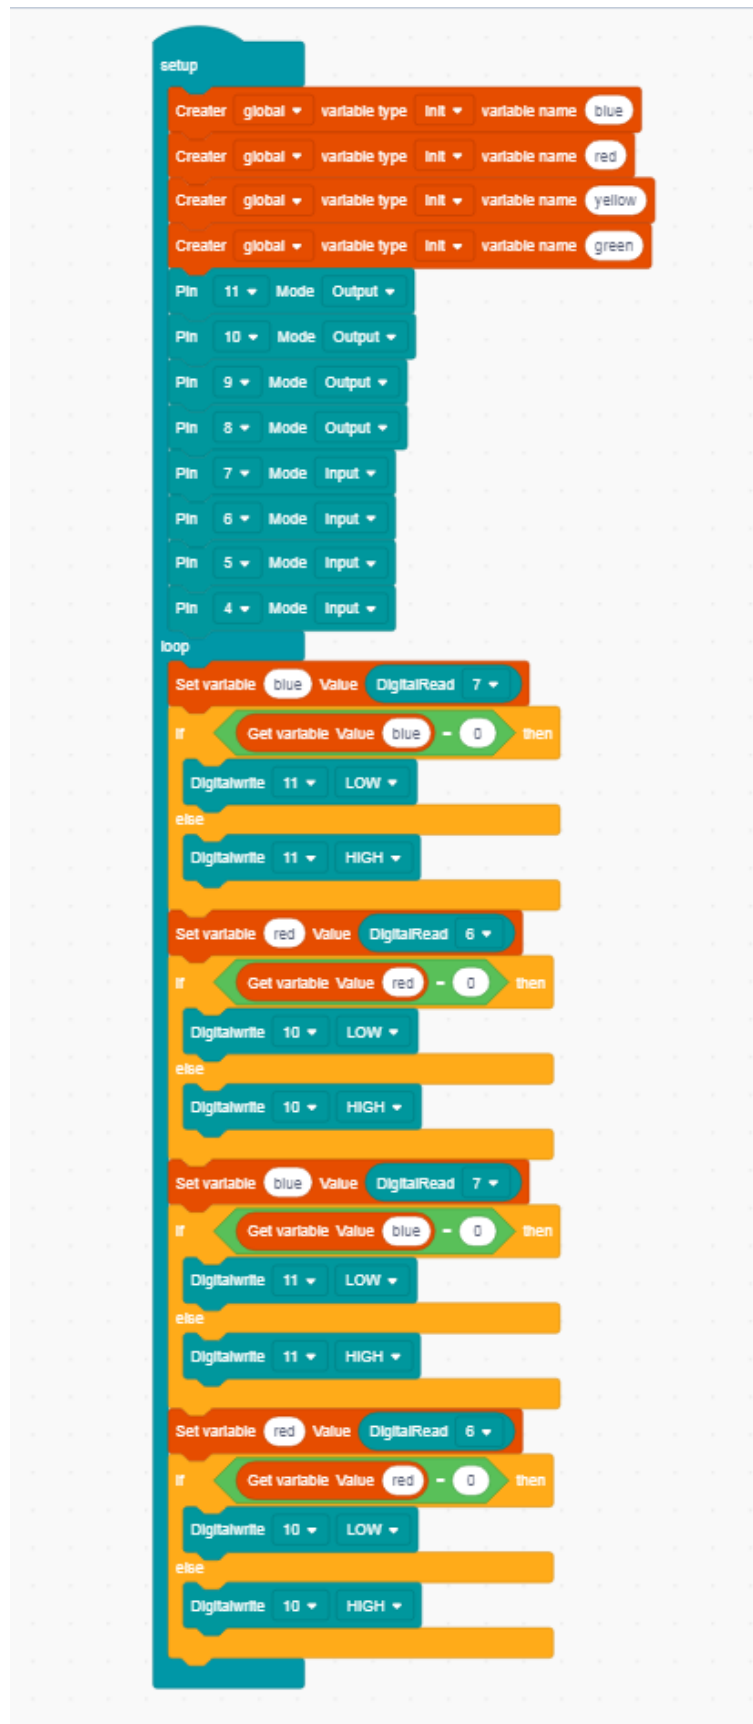 setup
Creater global variable type Init variable name blue
Creater global variable type Init variable name red
Creater global variable type Init variable name yellow
Creater global variable type Init variable name green
Pin 11 Mode Output
Pin 10 Mode Output
Pin 9 Mode Output
Pin 8 Mode Output
Pin 7 Mode Input
Pin 6 Mode Input
Pin 5 Mode Input
Pin 4 Mode Input
loop
Set variable blue Value DigitalRead 7
If Get variable Value blue = 0 then
Digitalwrite 11 LOW
else
Digitalwrite 11 HIGH
Set variable red Value DigitalRead 6
If Get variable Value red = 0 then
Digitalwrite 10 LOW
else
Digitalwrite 10 HIGH
Set variable blue Value DigitalRead 7
If Get variable Value blue = 0 then
Digitalwrite 11 LOW
else
Digitalwrite 11 HIGH
Set variable red Value DigitalRead 6
If Get variable Value red = 0 then
Digitalwrite 10 LOW
else
Digitalwrite 10 HIGH